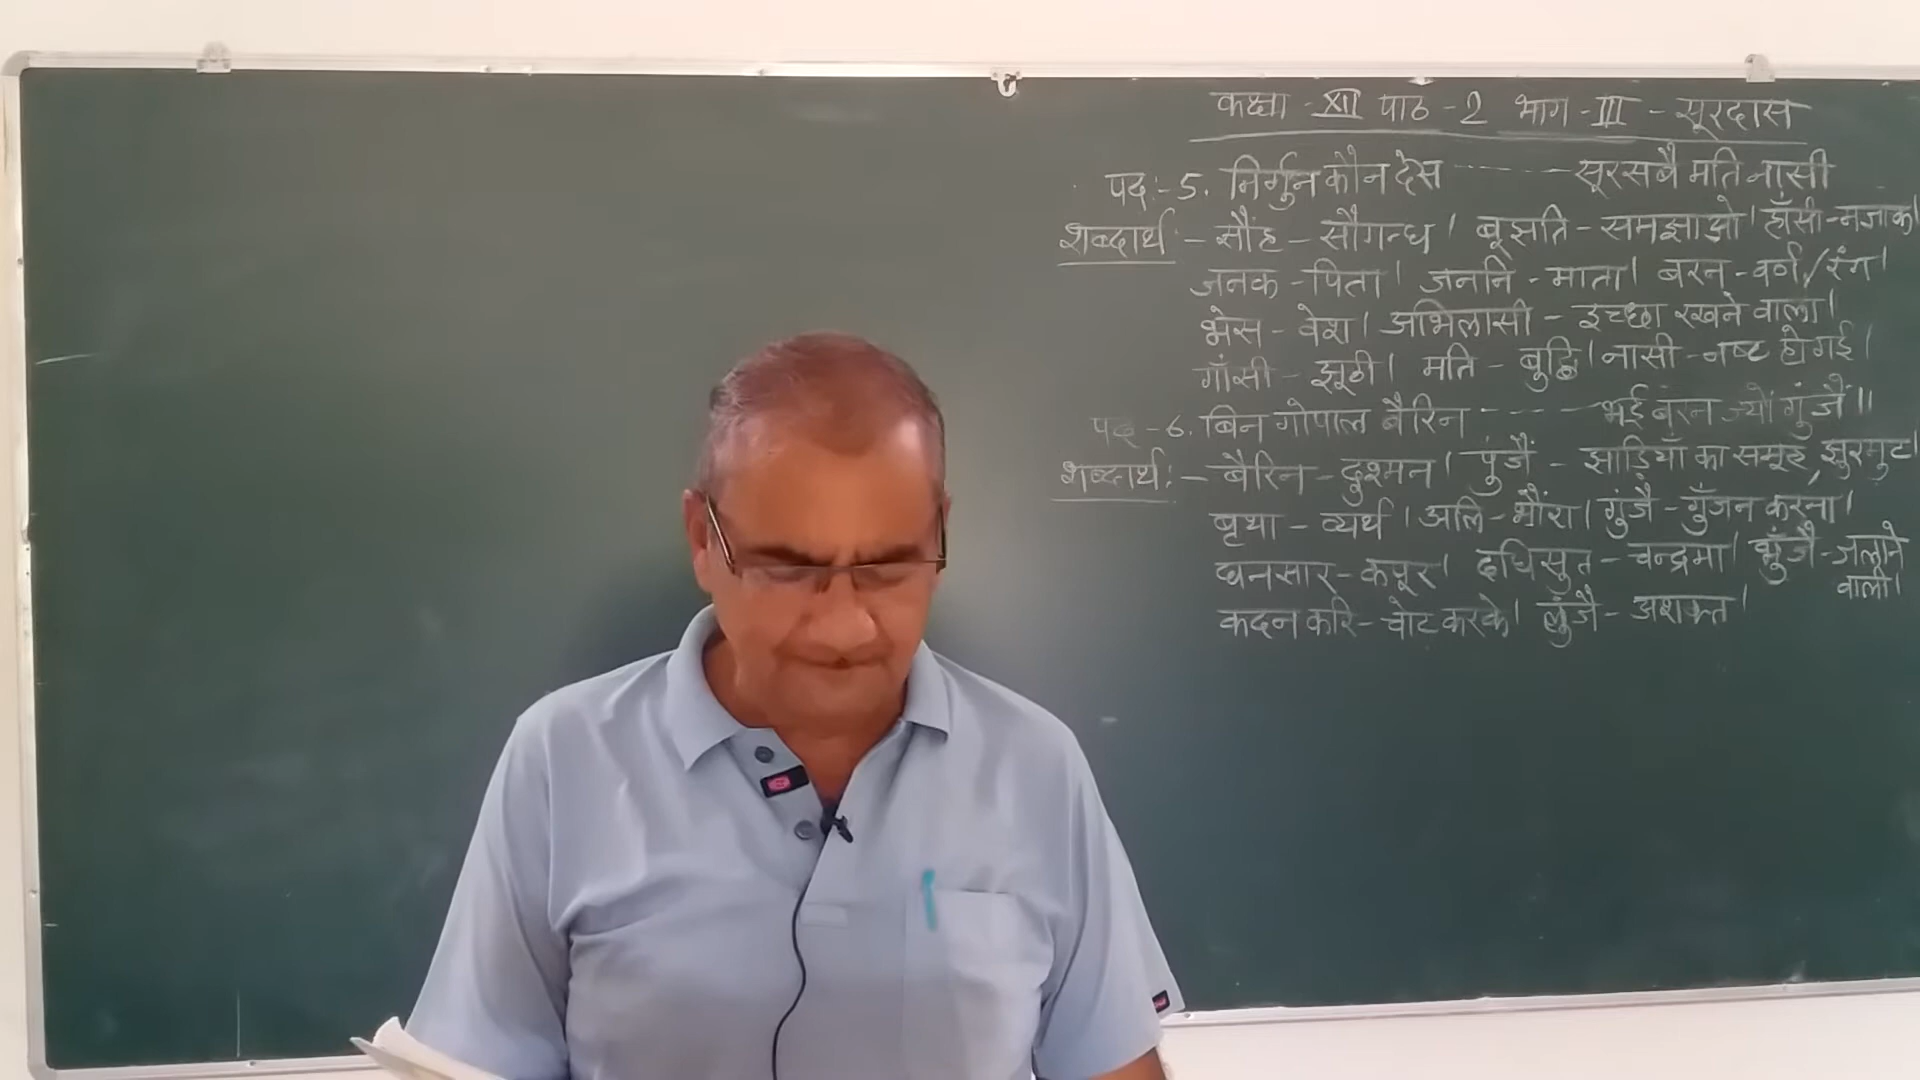 कक्षा - XII पाठ - 2 भाग - III - सूरदास
पद:- 5. निर्गुन कौन देस ------ सूर सबै मति नासी
शब्दार्थ - सौंह - सौगन्ध। बूझति - समझाओ। हाँसी - मजाक।
जनक - पिता। जननि - माता। बरन - वर्ण/रंग।
भेस - वेश। अभिलासी - इच्छा रखने वाला।
गाँसी - झूठी। मति - बुद्धि। नासी - नष्ट हो गई।
पद - 6. बिन गोपाल बैरिन ------ भई बरन ज्यों गुंजैं॥
शब्दार्थ:- बैरिन - दुश्मन। पुंजैं - झाड़ियों का समूह, झुरमुट।
बृथा - व्यर्थ। अलि - भौंरा। गुंजै - गुँजन करना।
घनसार - कपूर। दधिसुत - चन्द्रमा। भुँजै - जलाने
वाली।
कदन करि - चोट करके। लुंजै - अशक्त।